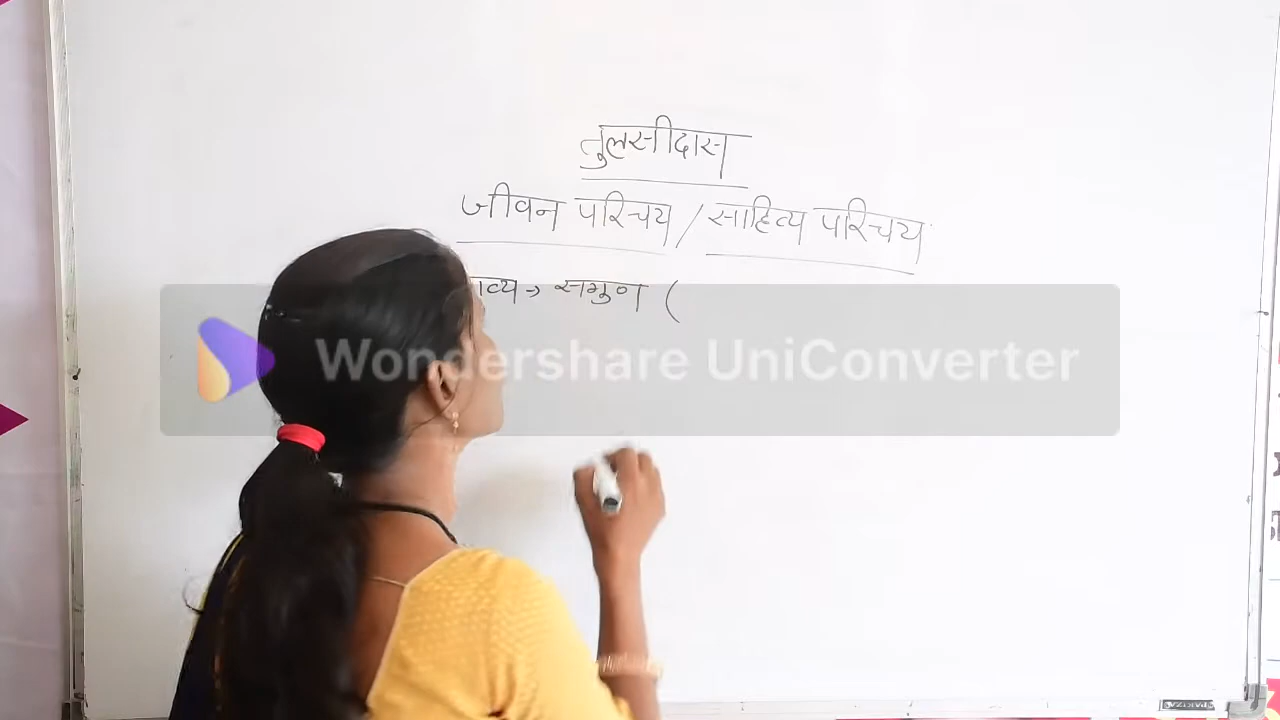 तुलसीदास
जीवन परिचय / साहित्य परिचय
ाव्य → सगुण (
Wondershare UniConverter